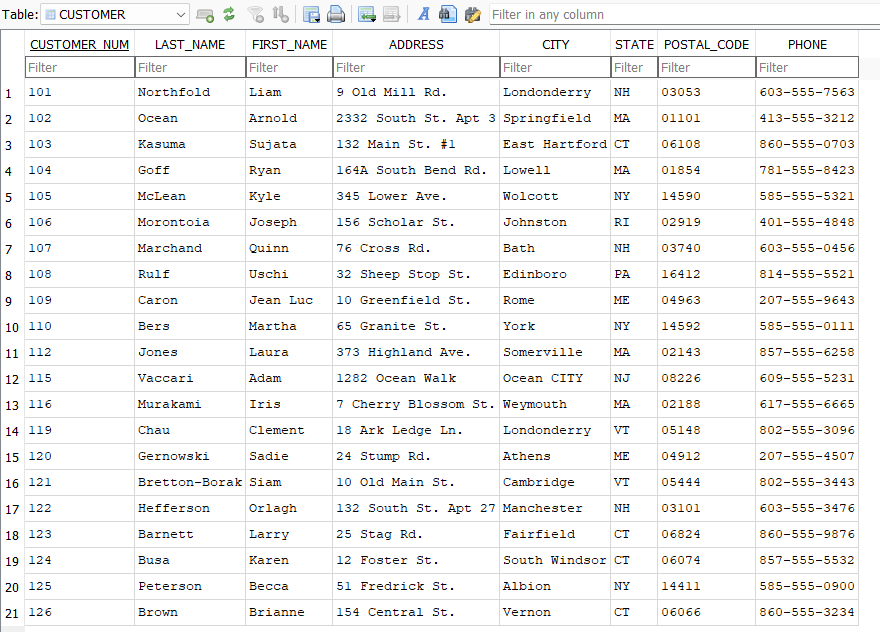 Table: CUSTOMER Filter in any column
CUSTOMER_NUM LAST_NAME FIRST_NAME ADDRESS CITY STATE POSTAL_CODE PHONE
Filter Filter Filter Filter Filter Filter Filter Filter
1 101 Northfold Liam 9 Old Mill Rd. Londonderry NH 03053 603-555-7563
2 102 Ocean Arnold 2332 South St. Apt 3 Springfield MA 01101 413-555-3212
3 103 Kasuma Sujata 132 Main St. #1 East Hartford CT 06108 860-555-0703
4 104 Goff Ryan 164A South Bend Rd. Lowell MA 01854 781-555-8423
5 105 McLean Kyle 345 Lower Ave. Wolcott NY 14590 585-555-5321
6 106 Morontoia Joseph 156 Scholar St. Johnston RI 02919 401-555-4848
7 107 Marchand Quinn 76 Cross Rd. Bath NH 03740 603-555-0456
8 108 Rulf Uschi 32 Sheep Stop St. Edinboro PA 16412 814-555-5521
9 109 Caron Jean Luc 10 Greenfield St. Rome ME 04963 207-555-9643
10 110 Bers Martha 65 Granite St. York NY 14592 585-555-0111
11 112 Jones Laura 373 Highland Ave. Somerville MA 02143 857-555-6258
12 115 Vaccari Adam 1282 Ocean Walk Ocean CITY NJ 08226 609-555-5231
13 116 Murakami Iris 7 Cherry Blossom St. Weymouth MA 02188 617-555-6665
14 119 Chau Clement 18 Ark Ledge Ln. Londonderry VT 05148 802-555-3096
15 120 Gernowski Sadie 24 Stump Rd. Athens ME 04912 207-555-4507
16 121 Bretton-Borak Siam 10 Old Main St. Cambridge VT 05444 802-555-3443
17 122 Hefferson Orlagh 132 South St. Apt 27 Manchester NH 03101 603-555-3476
18 123 Barnett Larry 25 Stag Rd. Fairfield CT 06824 860-555-9876
19 124 Busa Karen 12 Foster St. South Windsor CT 06074 857-555-5532
20 125 Peterson Becca 51 Fredrick St. Albion NY 14411 585-555-0900
21 126 Brown Brianne 154 Central St. Vernon CT 06066 860-555-3234